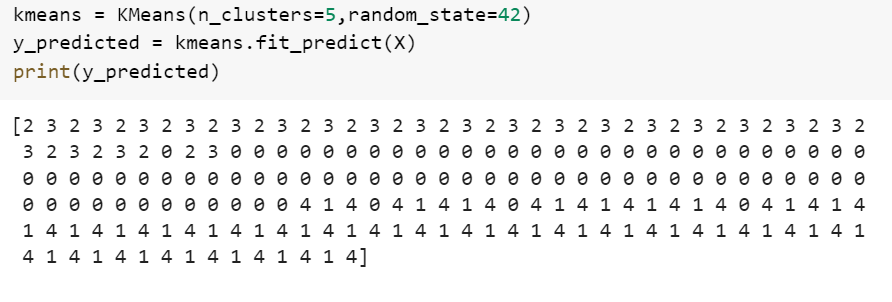 kmeans = KMeans(n_clusters=5,random_state=42)
y_predicted = kmeans.fit_predict(X)
print(y_predicted)
[2 3 2 3 2 3 2 3 2 3 2 3 2 3 2 3 2 3 2 3 2 3 2 3 2 3 2 3 2 3 2 3 2 3 2 3 2
3 2 3 2 3 2 0 2 3 0 0 0 0 0 0 0 0 0 0 0 0 0 0 0 0 0 0 0 0 0 0 0 0 0 0 0 0
0 0 0 0 0 0 0 0 0 0 0 0 0 0 0 0 0 0 0 0 0 0 0 0 0 0 0 0 0 0 0 0 0 0 0 0 0
0 0 0 0 0 0 0 0 0 0 0 0 4 1 4 0 4 1 4 1 4 0 4 1 4 1 4 1 4 1 4 0 4 1 4 1 4
1 4 1 4 1 4 1 4 1 4 1 4 1 4 1 4 1 4 1 4 1 4 1 4 1 4 1 4 1 4 1 4 1 4 1 4 1
4 1 4 1 4 1 4 1 4 1 4 1 4 1 4]